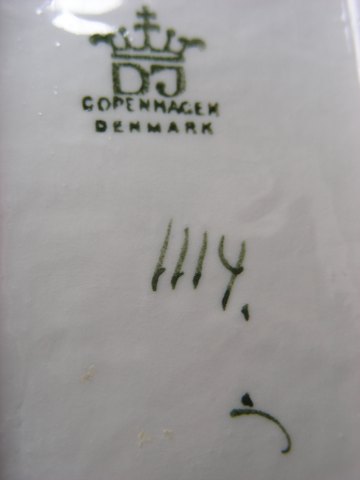 DJ
COPENHAGEN
DENMARK
1114.